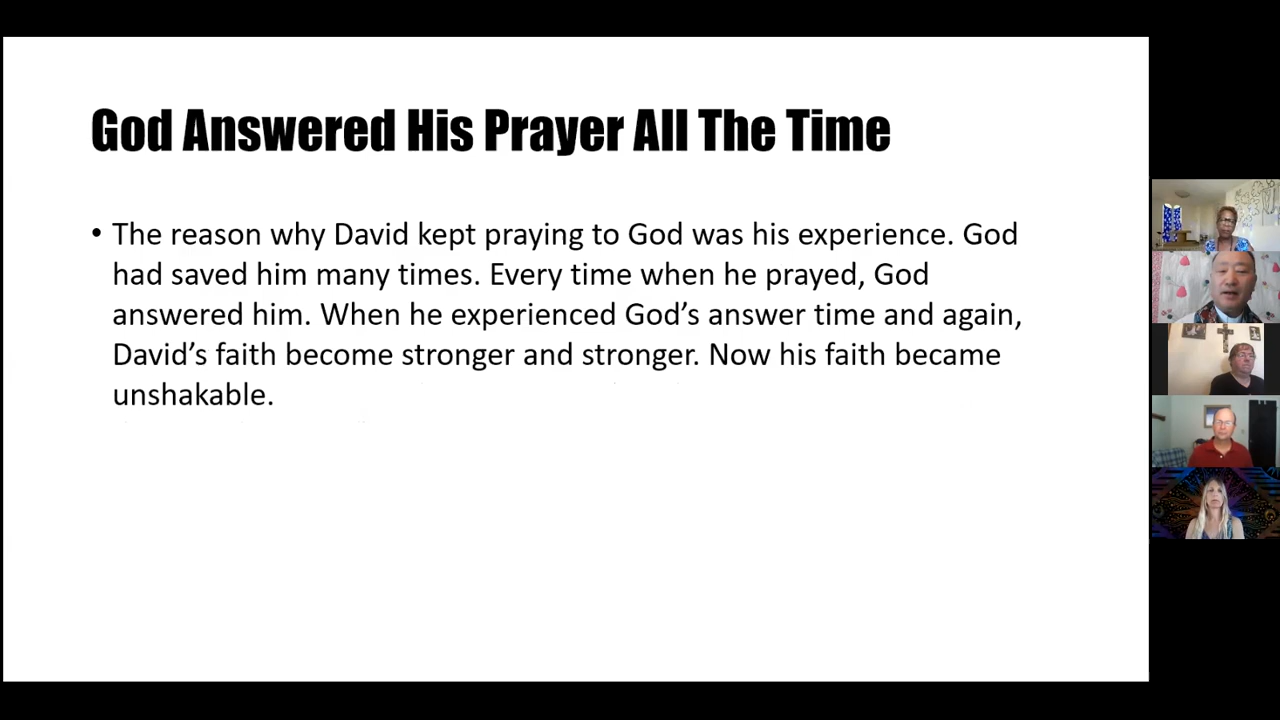 God Answered His Prayer All The Time
• The reason why David kept praying to God was his experience. God
had saved him many times. Every time when he prayed, God
answered him. When he experienced God’s answer time and again,
David’s faith become stronger and stronger. Now his faith became
unshakable.